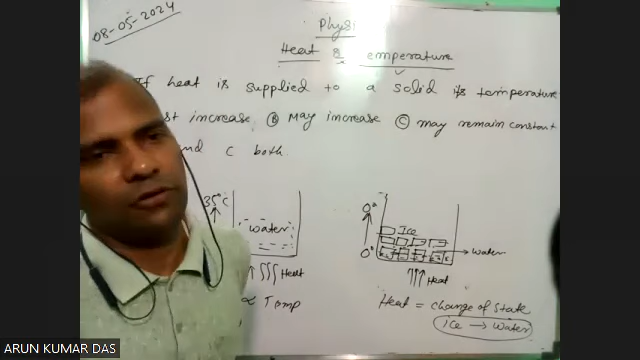 08-05-2024
Physi
Heat & Temperature
If heat is supplied to a solid its temperature
st increase (B) May increase (C) may remain constant
nd C both.
35°C
water
Heat
∝ Temp
0°
Ice
0°
water
Heat
Heat = change of State
ice → water
ARUN KUMAR DAS